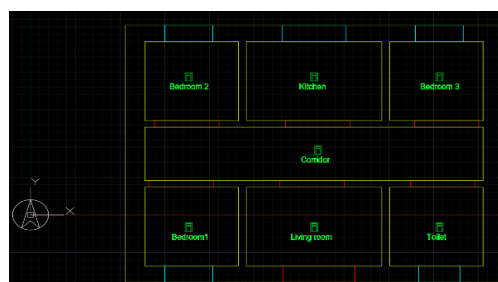 Bedroom 2
Kitchen
Bedroom 3
Corridor
Y
X
Bedroom1
Living room
Toilet